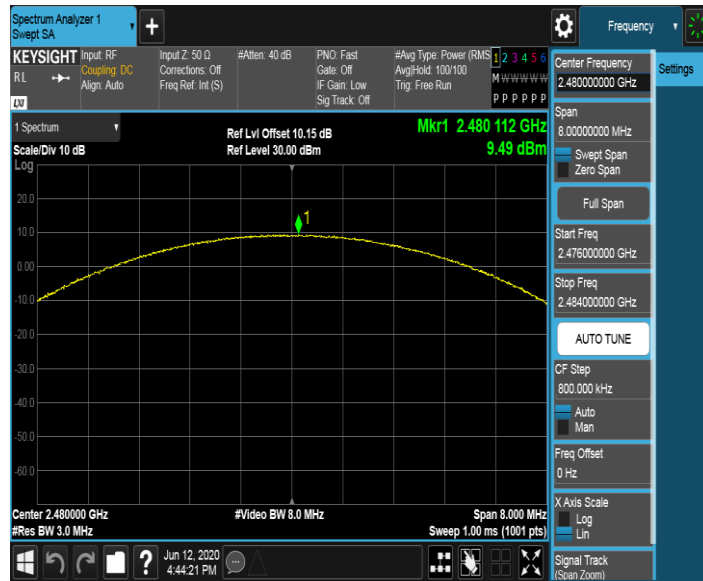 Spectrum Analyzer 1
Swept SA
Frequency
KEYSIGHT
RL
LXI
Input: RF
Coupling: DC
Align: Auto
Input Z: 50 Ω
Corrections: Off
Freq Ref: Int (S)
#Atten: 40 dB
PNO: Fast
Gate: Off
IF Gain: Low
Sig Track: Off
#Avg Type: Power (RMS
Avg|Hold: 100/100
Trig: Free Run
1 2 3 4 5 6
M W W W W W
P P P P P P
1 Spectrum
Scale/Div 10 dB
Log
Ref Lvl Offset 10.15 dB
Ref Level 30.00 dBm
Mkr1 2.480 112 GHz
9.49 dBm
1
20.0
10.0
0.00
-10.0
-20.0
-30.0
-40.0
-50.0
-60.0
Center 2.480000 GHz
#Res BW 3.0 MHz
#Video BW 8.0 MHz
Span 8.000 MHz
Sweep 1.00 ms (1001 pts)
Jun 12, 2020
4:44:21 PM
Center Frequency
2.480000000 GHz
Span
8.00000000 MHz
Swept Span
Zero Span
Full Span
Start Freq
2.476000000 GHz
Stop Freq
2.484000000 GHz
AUTO TUNE
CF Step
800.000 kHz
Auto
Man
Freq Offset
0 Hz
X Axis Scale
Log
Lin
Signal Track
(Span Zoom)
Settings